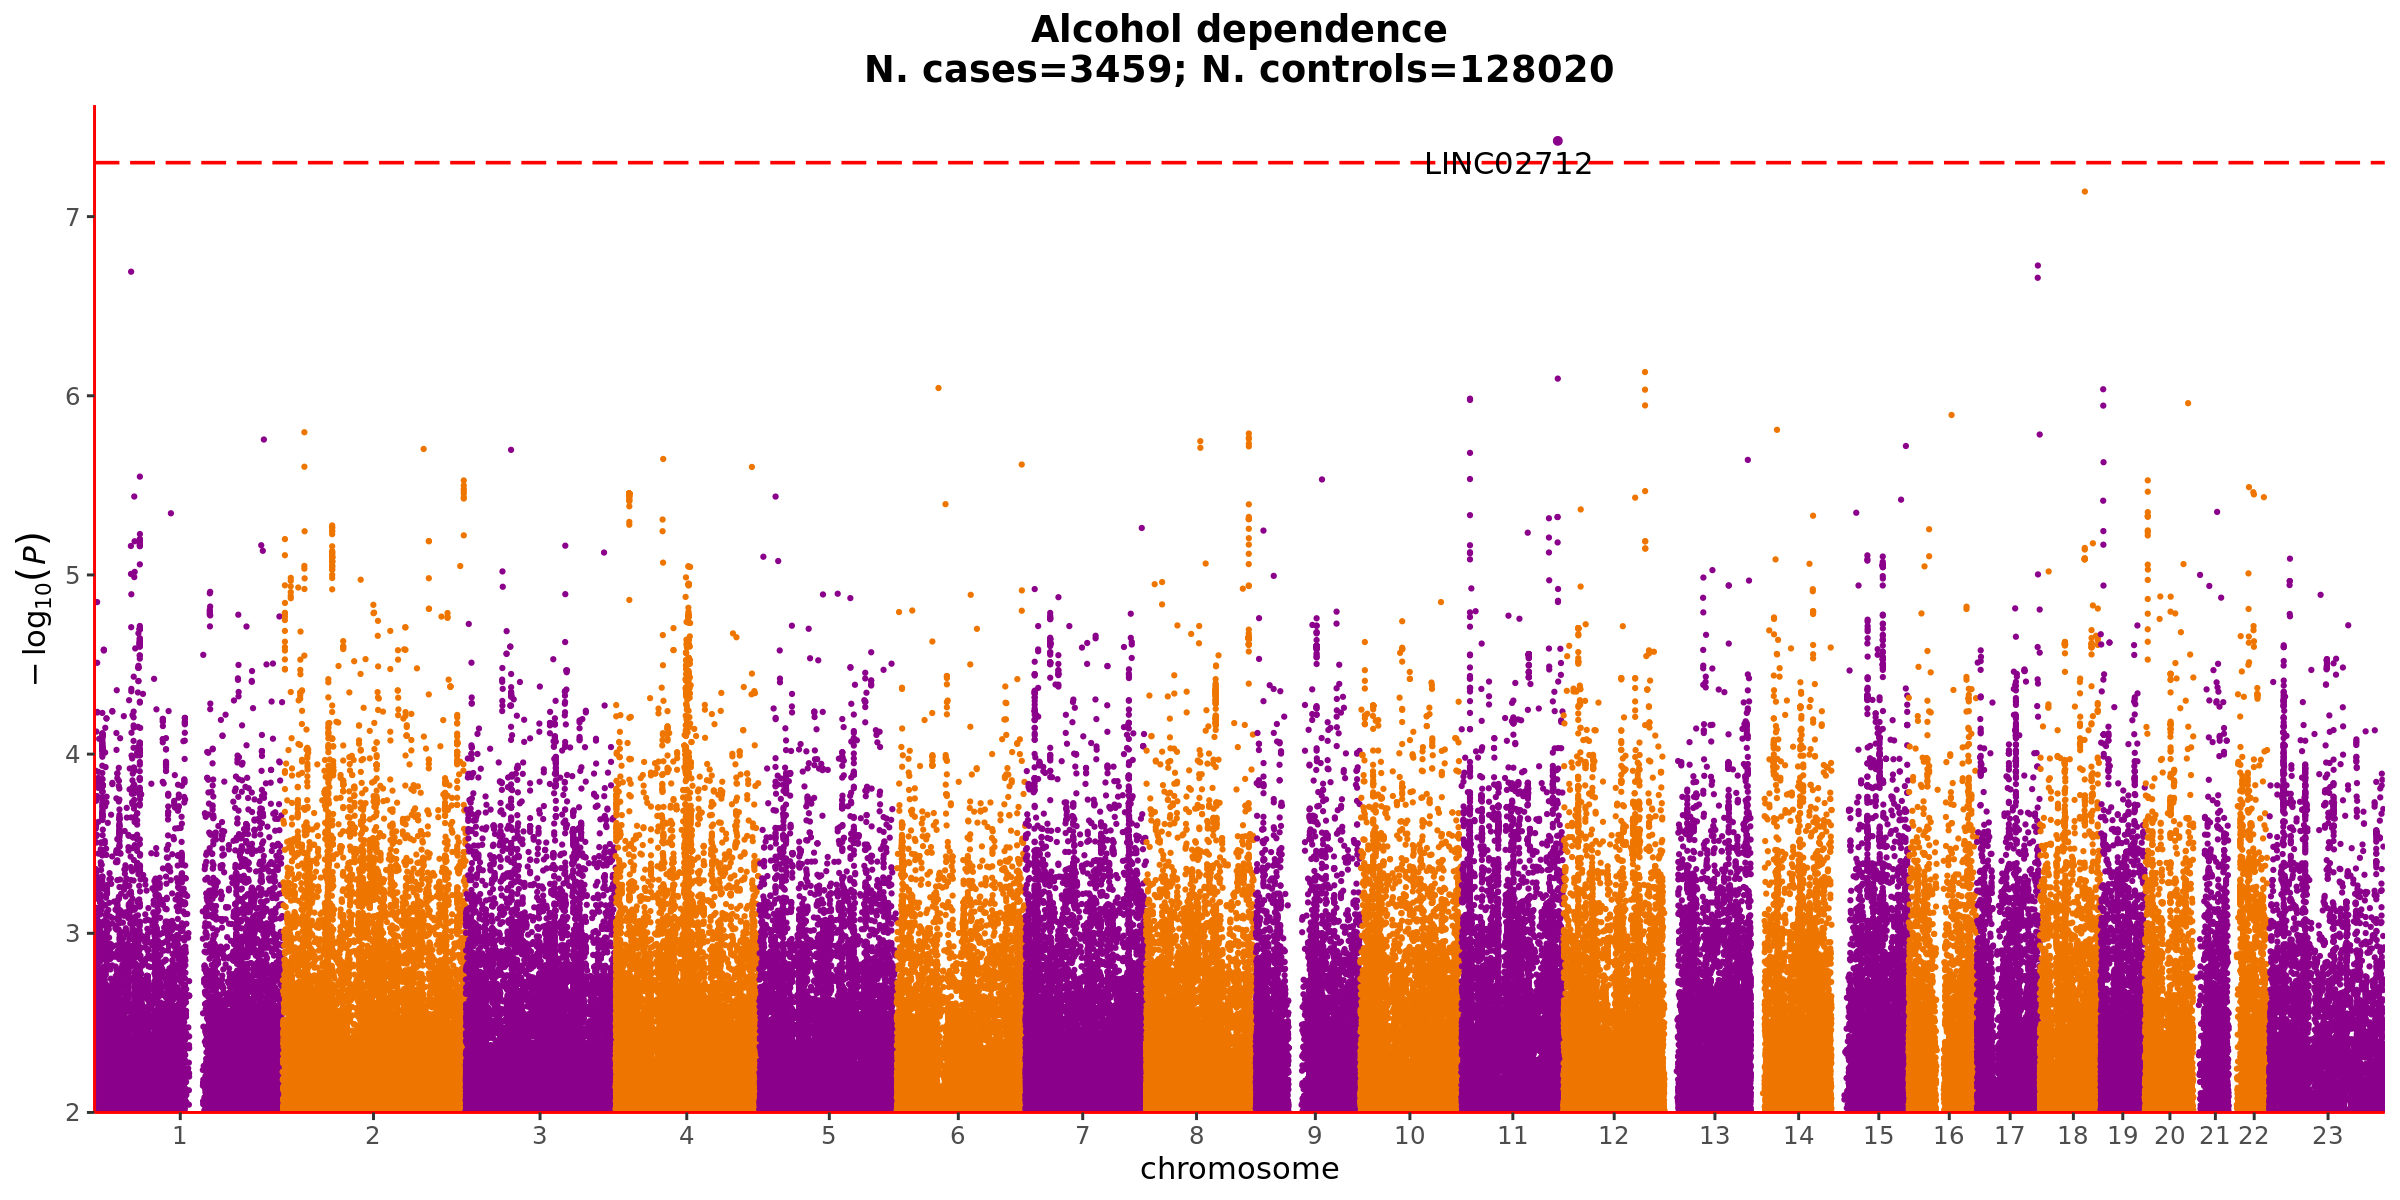 Alcohol dependence
N. cases=3459; N. controls=128020
LINC02712
7
6
5
4
3
2
−log10(P)
1 2 3 4 5 6 7 8 9 10 11 12 13 14 15 16 17 18 19 20 21 22 23
chromosome